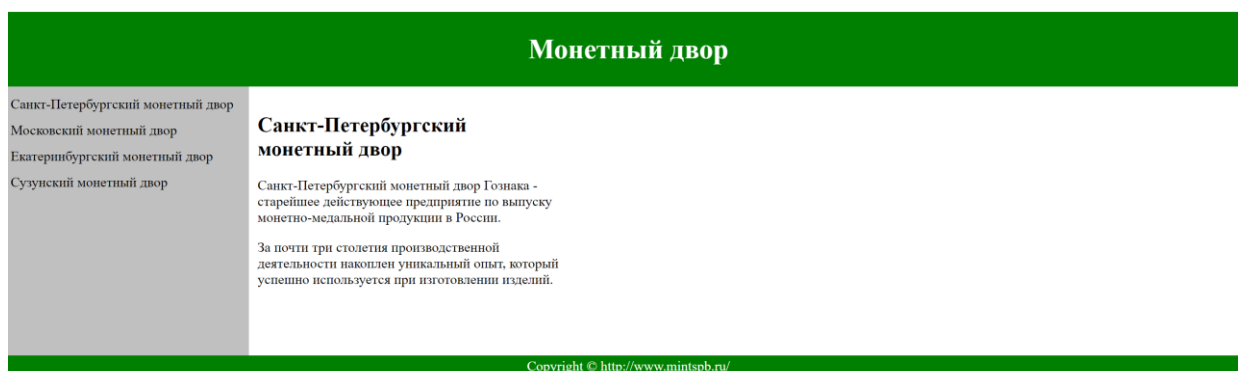 Монетный двор
Санкт-Петербургский монетный двор
Московский монетный двор
Екатеринбургский монетный двор
Сузунский монетный двор
Санкт-Петербургский
монетный двор
Санкт-Петербургский монетный двор Гознака -
старейшее действующее предприятие по выпуску
монетно-медальной продукции в России.
За почти три столетия производственной
деятельности накоплен уникальный опыт, который
успешно используется при изготовлении изделий.
Copyright © http://www.mintspb.ru/